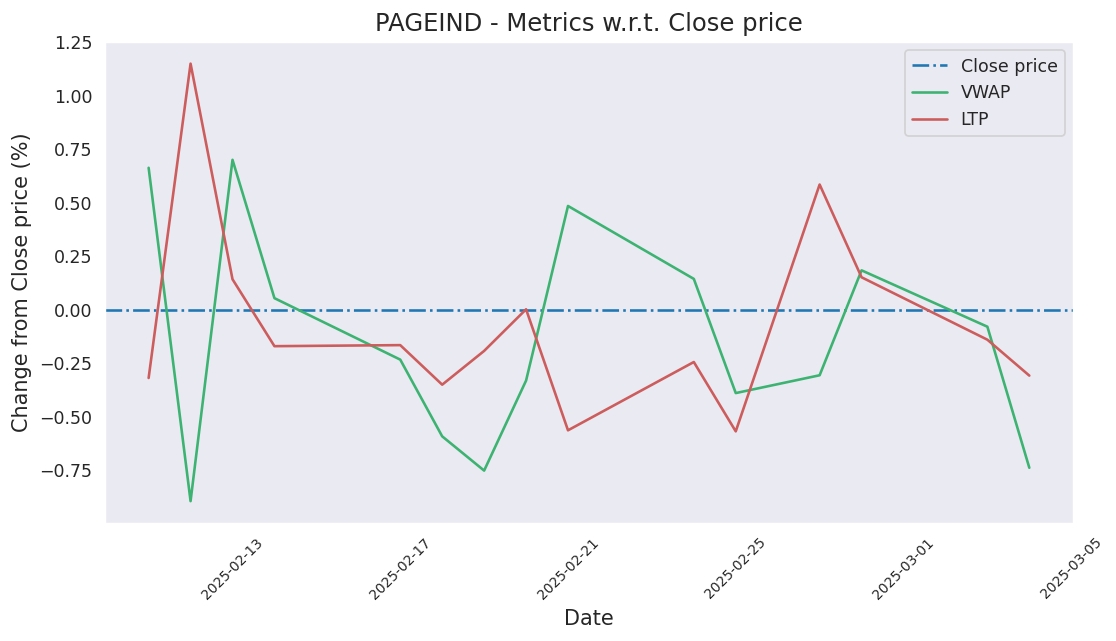 PAGEIND - Metrics w.r.t. Close price
Change from Close price (%)
1.25
1.00
0.75
0.50
0.25
0.00
−0.25
−0.50
−0.75
Close price
VWAP
LTP
2025-02-13
2025-02-17
2025-02-21
2025-02-25
2025-03-01
2025-03-05
Date